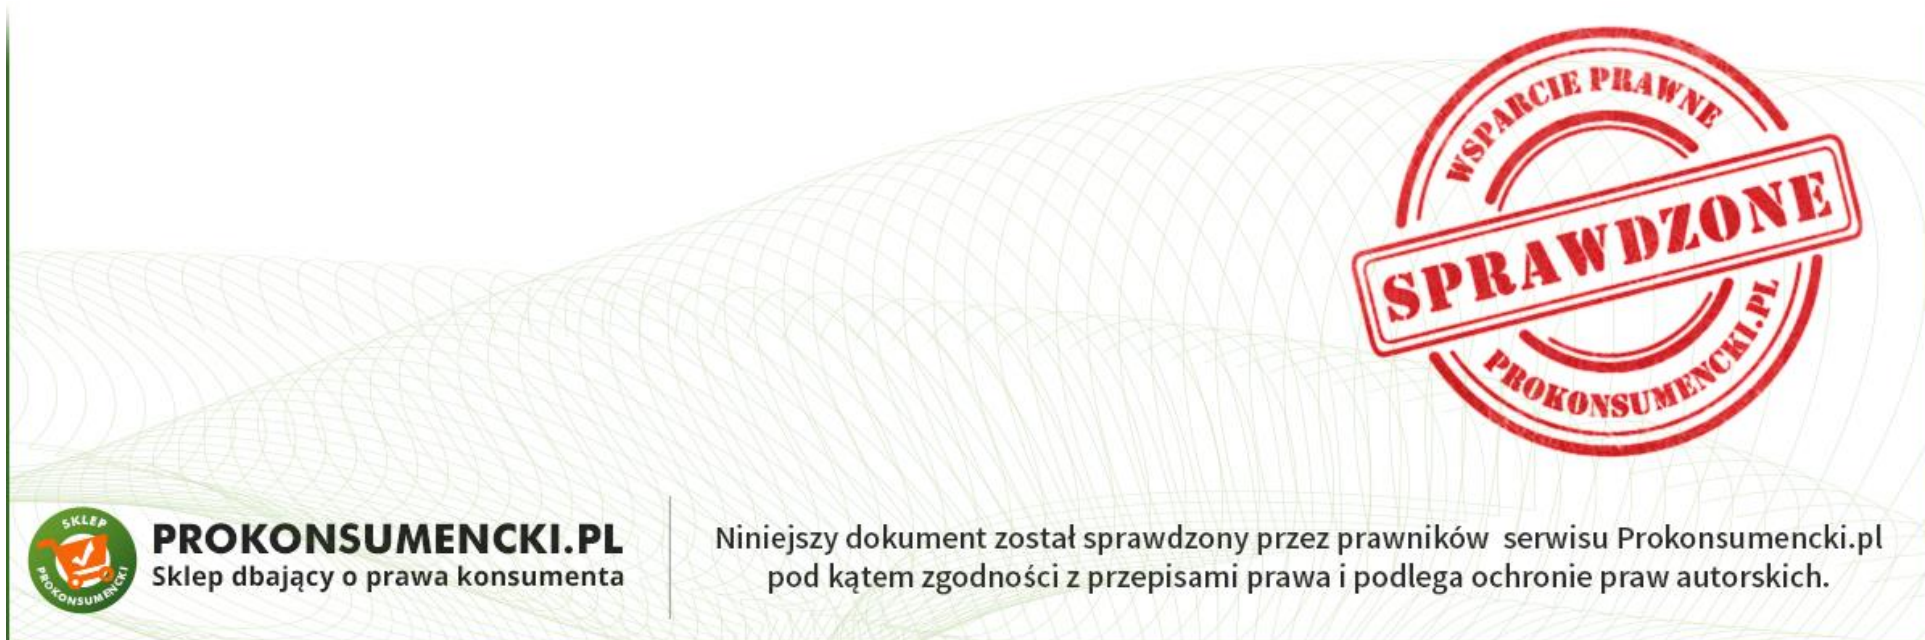 WSPARCIE PRAWNE
SPRAWDZONE
PROKONSUMENCKI.PL
SKLEP
PROKONSUMENCKI
PROKONSUMENCKI.PL
Sklep dbający o prawa konsumenta
Niniejszy dokument został sprawdzony przez prawników serwisu Prokonsumencki.pl
pod kątem zgodności z przepisami prawa i podlega ochronie praw autorskich.